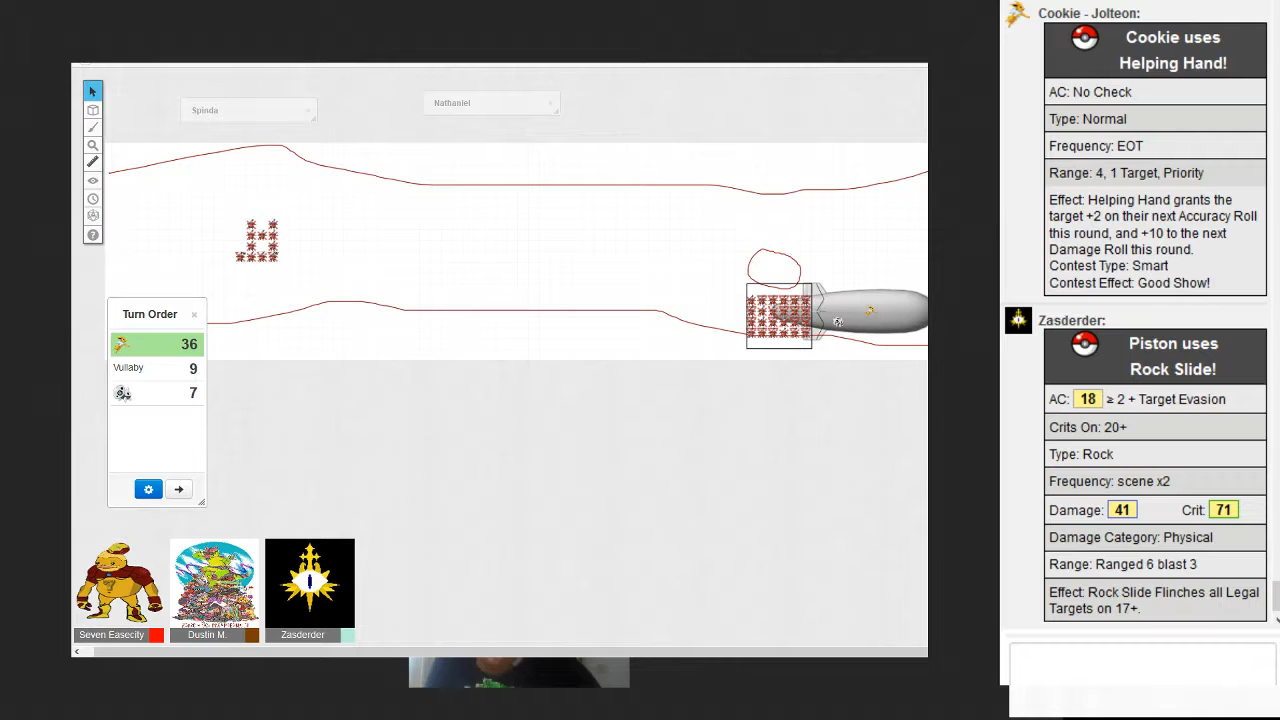 Spinda
Nathaniel
Turn Order
36
Vullaby 9
7
Seven Easecity
Dustin M.
Zasderder
Cookie - Jolteon:
Cookie uses
Helping Hand!
AC: No Check
Type: Normal
Frequency: EOT
Range: 4, 1 Target, Priority
Effect: Helping Hand grants the
target +2 on their next Accuracy Roll
this round, and +10 to the next
Damage Roll this round.
Contest Type: Smart
Contest Effect: Good Show!
Zasderder:
Piston uses
Rock Slide!
AC: 18 ≥ 2 + Target Evasion
Crits On: 20+
Type: Rock
Frequency: scene x2
Damage: 41 Crit: 71
Damage Category: Physical
Range: Ranged 6 blast 3
Effect: Rock Slide Flinches all Legal
Targets on 17+.